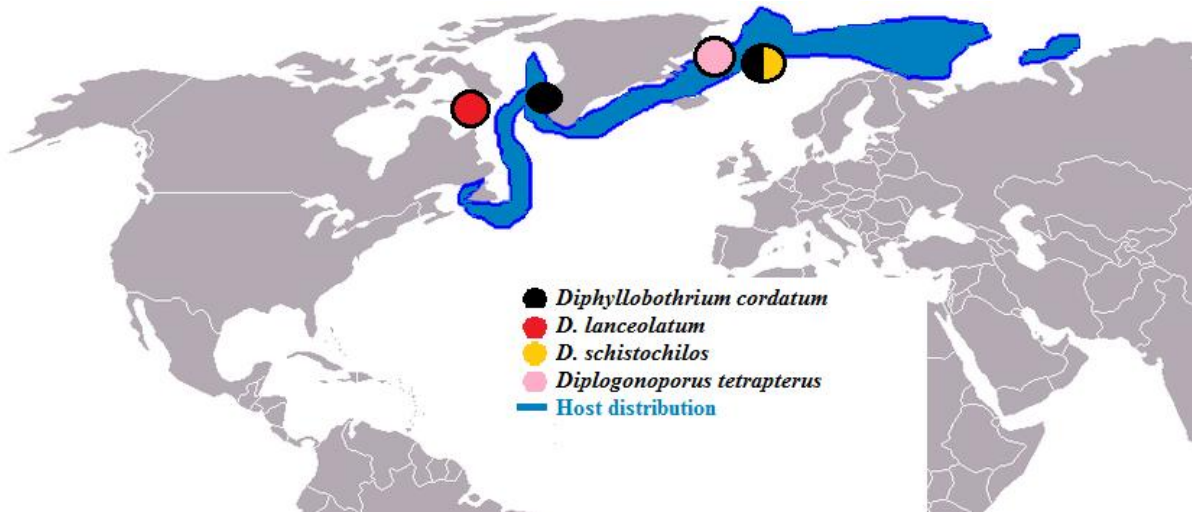 Diphyllobothrium cordatum
D. lanceolatum
D. schistochilos
Diplogonoporus tetrapterus
Host distribution